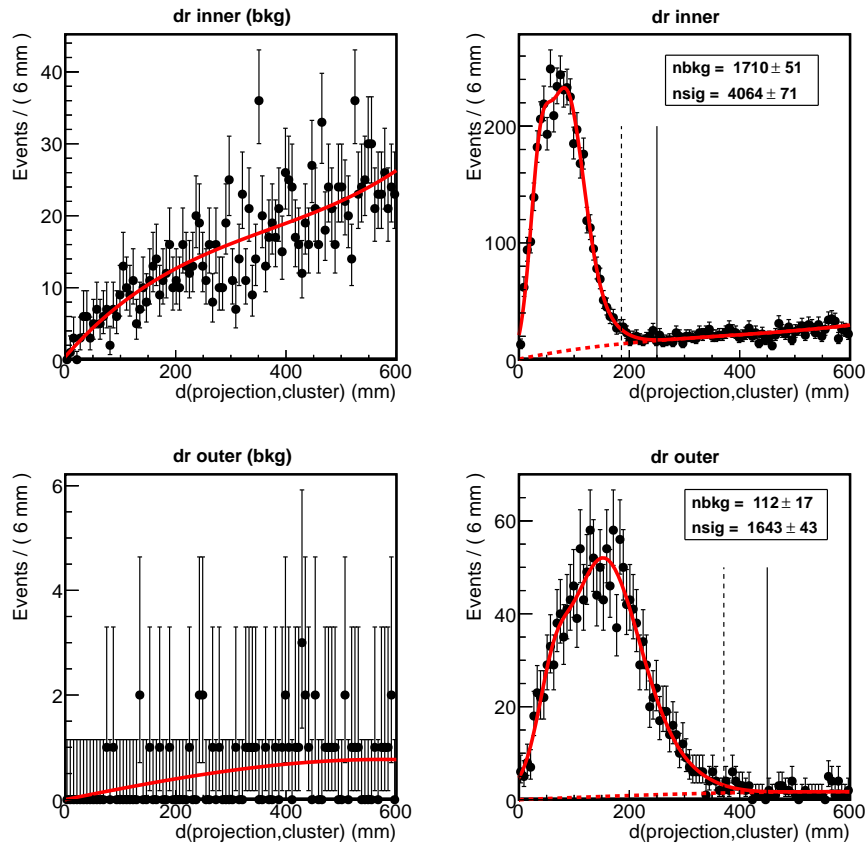 dr inner (bkg)
Events / ( 6 mm )
40
30
20
10
0
0 200 400 600
d(projection,cluster) (mm)
dr inner
Events / ( 6 mm )
nbkg = 1710 ± 51
nsig = 4064 ± 71
200
100
0
0 200 400 600
d(projection,cluster) (mm)
dr outer (bkg)
Events / ( 6 mm )
6
4
2
0
0 200 400 600
d(projection,cluster) (mm)
dr outer
Events / ( 6 mm )
nbkg = 112 ± 17
nsig = 1643 ± 43
60
40
20
0
0 200 400 600
d(projection,cluster) (mm)